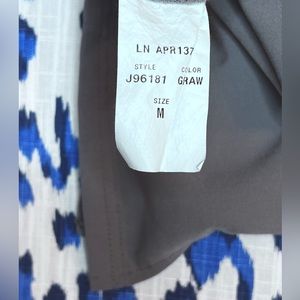 LN APR137
STYLE COLOR
J96181 GRAW
SIZE
M